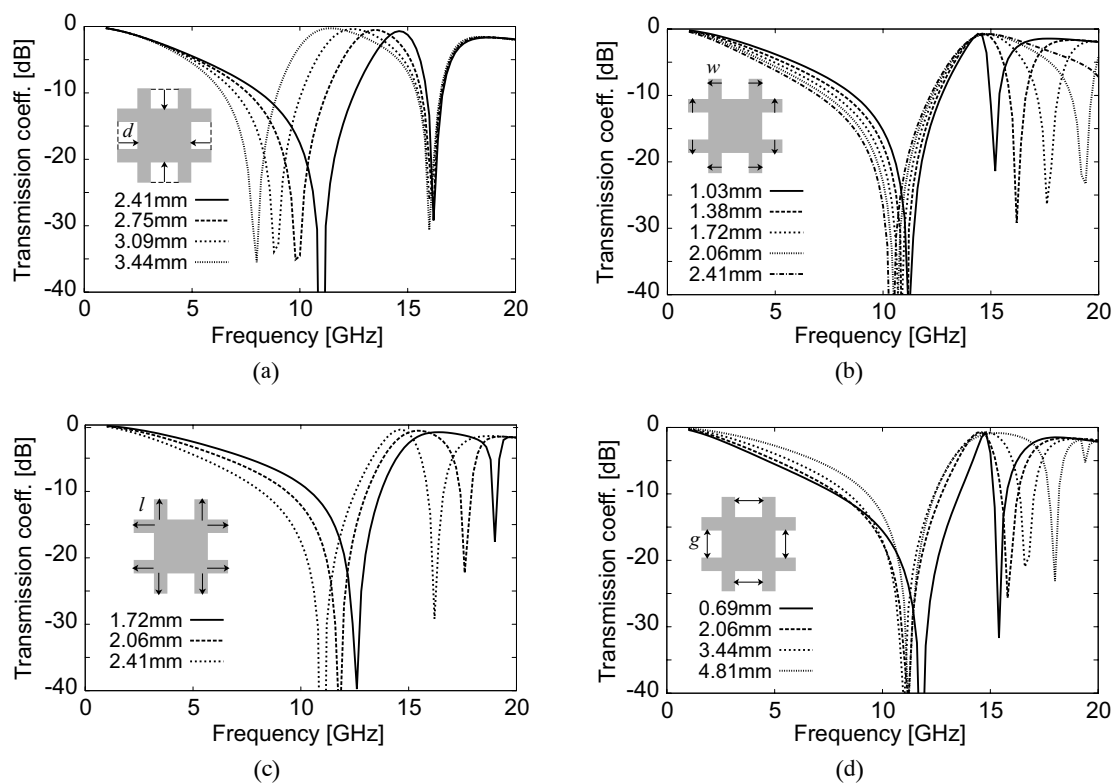 0
-10
-20
-30
-40
Transmission coeff. [dB]
d
2.41mm
2.75mm
3.09mm
3.44mm
0 5 10 15 20
Frequency [GHz]
(a)
0
-10
-20
-30
-40
Transmission coeff. [dB]
w
1.03mm
1.38mm
1.72mm
2.06mm
2.41mm
0 5 10 15 20
Frequency [GHz]
(b)
0
-10
-20
-30
-40
Transmission coeff. [dB]
l
1.72mm
2.06mm
2.41mm
0 5 10 15 20
Frequency [GHz]
(c)
0
-10
-20
-30
-40
Transmission coeff. [dB]
g
0.69mm
2.06mm
3.44mm
4.81mm
0 5 10 15 20
Frequency [GHz]
(d)